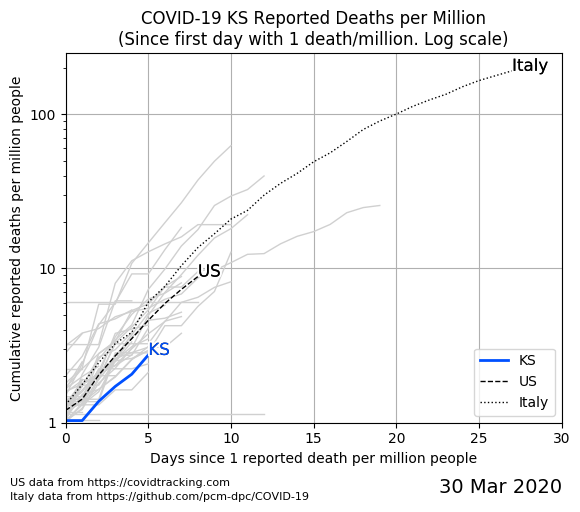 COVID-19 KS Reported Deaths per Million
(Since first day with 1 death/million. Log scale)
Cumulative reported deaths per million people
100
10
1
Italy
US
KS
KS
US
Italy
0
5
10
15
20
25
30
Days since 1 reported death per million people
US data from https://covidtracking.com
Italy data from https://github.com/pcm-dpc/COVID-19
30 Mar 2020